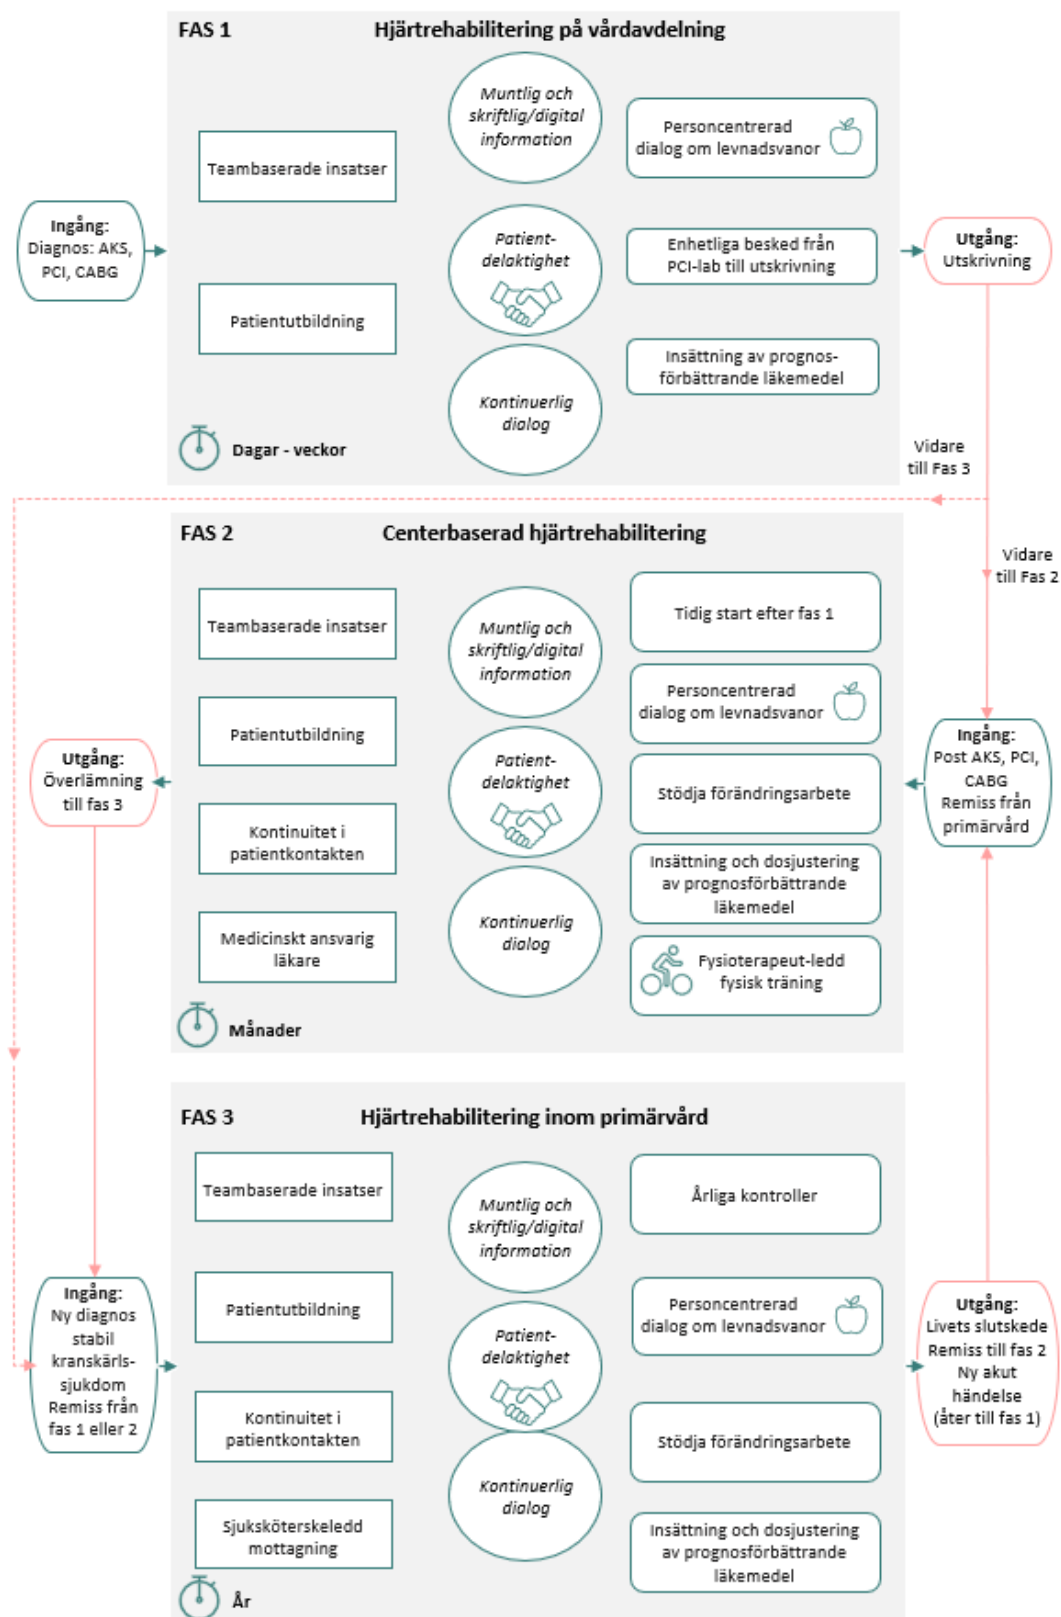 FAS 1
Hjärtrehabilitering på vårdavdelning
Ingång:
Diagnos: AKS,
PCI, CABG
Teambaserade insatser
Patientutbildning
Muntlig och
skriftlig/digital
information
Patient-
delaktighet
Kontinuerlig
dialog
Personcentrerad
dialog om levnadsvanor
Enhetliga besked från
PCI-lab till utskrivning
Insättning av prognos-
förbättrande läkemedel
Dagar - veckor
Utgång:
Utskrivning
Vidare
till Fas 3
Vidare
till Fas 2
FAS 2
Centerbaserad hjärtrehabilitering
Ingång:
Post AKS, PCI,
CABG
Remiss från
primärvård
Teambaserade insatser
Patientutbildning
Kontinuitet i
patientkontakten
Medicinskt ansvarig
läkare
Muntlig och
skriftlig/digital
information
Patient-
delaktighet
Kontinuerlig
dialog
Tidig start efter fas 1
Personcentrerad
dialog om levnadsvanor
Stödja förändringsarbete
Insättning och dosjustering
av prognosförbättrande
läkemedel
Fysioterapeut-ledd
fysisk träning
Månader
Utgång:
Överlämning
till fas 3
FAS 3
Hjärtrehabilitering inom primärvård
Ingång:
Ny diagnos
stabil
kranskärls-
sjukdom
Remiss från
fas 1 eller 2
Teambaserade insatser
Patientutbildning
Kontinuitet i
patientkontakten
Sjuksköterskeledd
mottagning
Muntlig och
skriftlig/digital
information
Patient-
delaktighet
Kontinuerlig
dialog
Årliga kontroller
Personcentrerad
dialog om levnadsvanor
Stödja förändringsarbete
Insättning och dosjustering
av prognosförbättrande
läkemedel
År
Utgång:
Livets slutskede
Remiss till fas 2
Ny akut
händelse
(åter till fas 1)